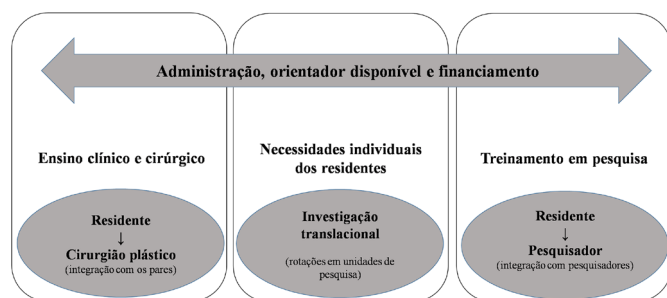 Administração, orientador disponível e financiamento
Ensino clínico e cirúrgico
Residente
↓
Cirurgião plástico
(integração com os pares)
Necessidades individuais
dos residentes
Investigação
translacional
(rotações em unidades de
pesquisa)
Treinamento em pesquisa
Residente
↓
Pesquisador
(integração com pesquisadores)